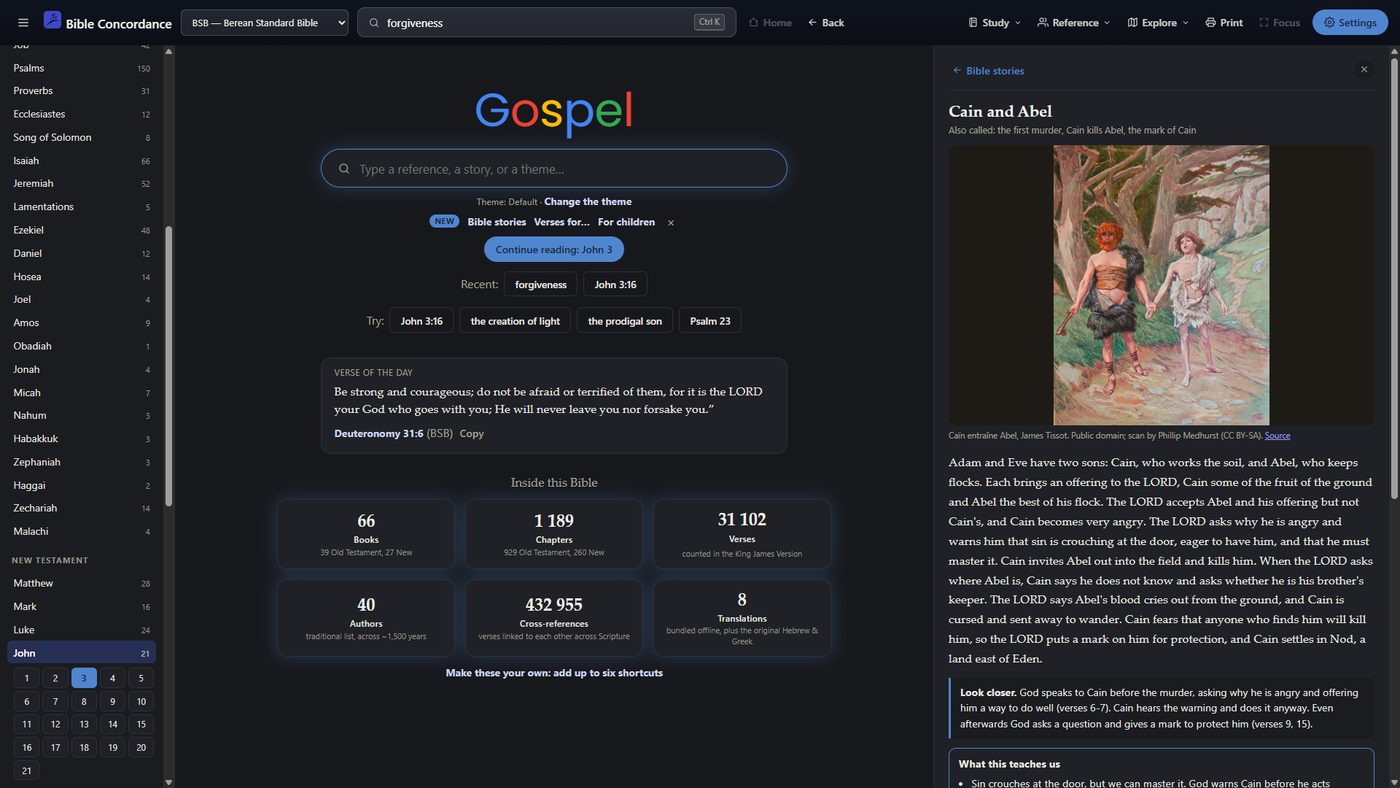 Bible Concordance
BSB — Berean Standard Bible
forgiveness
Ctrl K
Home
Back
Study
Reference
Explore
Print
Focus
Settings
Job 42
Psalms 150
Proverbs 31
Ecclesiastes 12
Song of Solomon 8
Isaiah 66
Jeremiah 52
Lamentations 5
Ezekiel 48
Daniel 12
Hosea 14
Joel 4
Amos 9
Obadiah 1
Jonah 4
Micah 7
Nahum 3
Habakkuk 3
Zephaniah 3
Haggai 2
Zechariah 14
Malachi 4
NEW TESTAMENT
Matthew 28
Mark 16
Luke 24
John 21
1 2 3 4 5
6 7 8 9 10
11 12 13 14 15
16 17 18 19 20
21
Gospel
Type a reference, a story, or a theme...
Theme: Default · Change the theme
NEW Bible stories Verses for... For children ×
Continue reading: John 3
Recent: forgiveness John 3:16
Try: John 3:16 the creation of light the prodigal son Psalm 23
VERSE OF THE DAY
Be strong and courageous; do not be afraid or terrified of them, for it is the LORD
your God who goes with you; He will never leave you nor forsake you.”
Deuteronomy 31:6 (BSB) Copy
Inside this Bible
66
Books
39 Old Testament, 27 New
1 189
Chapters
929 Old Testament, 260 New
31 102
Verses
counted in the King James Version
40
Authors
traditional list, across ~1,500 years
432 955
Cross-references
verses linked to each other across Scripture
8
Translations
bundled offline, plus the original Hebrew &
Greek
Make these your own: add up to six shortcuts
← Bible stories
×
Cain and Abel
Also called: the first murder, Cain kills Abel, the mark of Cain
Caïn entraîne Abel, James Tissot. Public domain; scan by Phillip Medhurst (CC BY-SA). Source
Adam and Eve have two sons: Cain, who works the soil, and Abel, who keeps
flocks. Each brings an offering to the LORD, Cain some of the fruit of the ground
and Abel the best of his flock. The LORD accepts Abel and his offering but not
Cain's, and Cain becomes very angry. The LORD asks why he is angry and
warns him that sin is crouching at the door, eager to have him, and that he must
master it. Cain invites Abel out into the field and kills him. When the LORD asks
where Abel is, Cain says he does not know and asks whether he is his brother's
keeper. The LORD says Abel's blood cries out from the ground, and Cain is
cursed and sent away to wander. Cain fears that anyone who finds him will kill
him, so the LORD puts a mark on him for protection, and Cain settles in Nod, a
land east of Eden.
Look closer. God speaks to Cain before the murder, asking why he is angry and offering
him a way to do well (verses 6-7). Cain hears the warning and does it anyway. Even
afterwards God asks a question and gives a mark to protect him (verses 9, 15).
What this teaches us
• Sin crouches at the door, but we can master it. God warns Cain before he acts